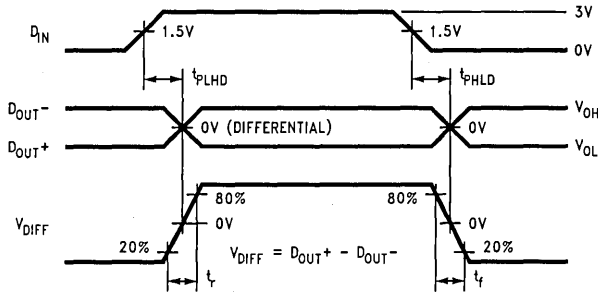 3V
D_IN 1.5V 1.5V
0V
t_PLHD t_PHLD
D_OUT− V_OH
0V (DIFFERENTIAL) 0V
D_OUT+ V_OL
80% 80%
V_DIFF 0V 0V
20% V_DIFF = D_OUT+ - D_OUT- 20%
t_r t_f